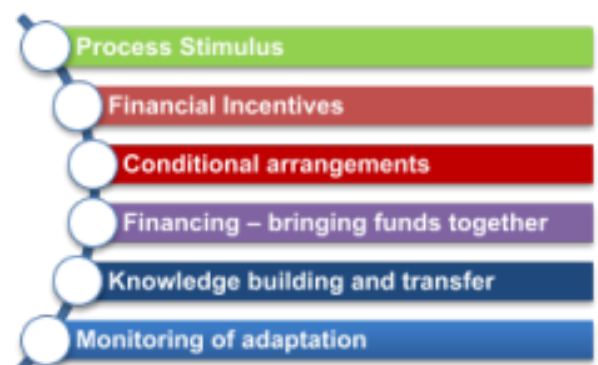 Process Stimulus
Financial Incentives
Conditional arrangements
Financing – bringing funds together
Knowledge building and transfer
Monitoring of adaptation